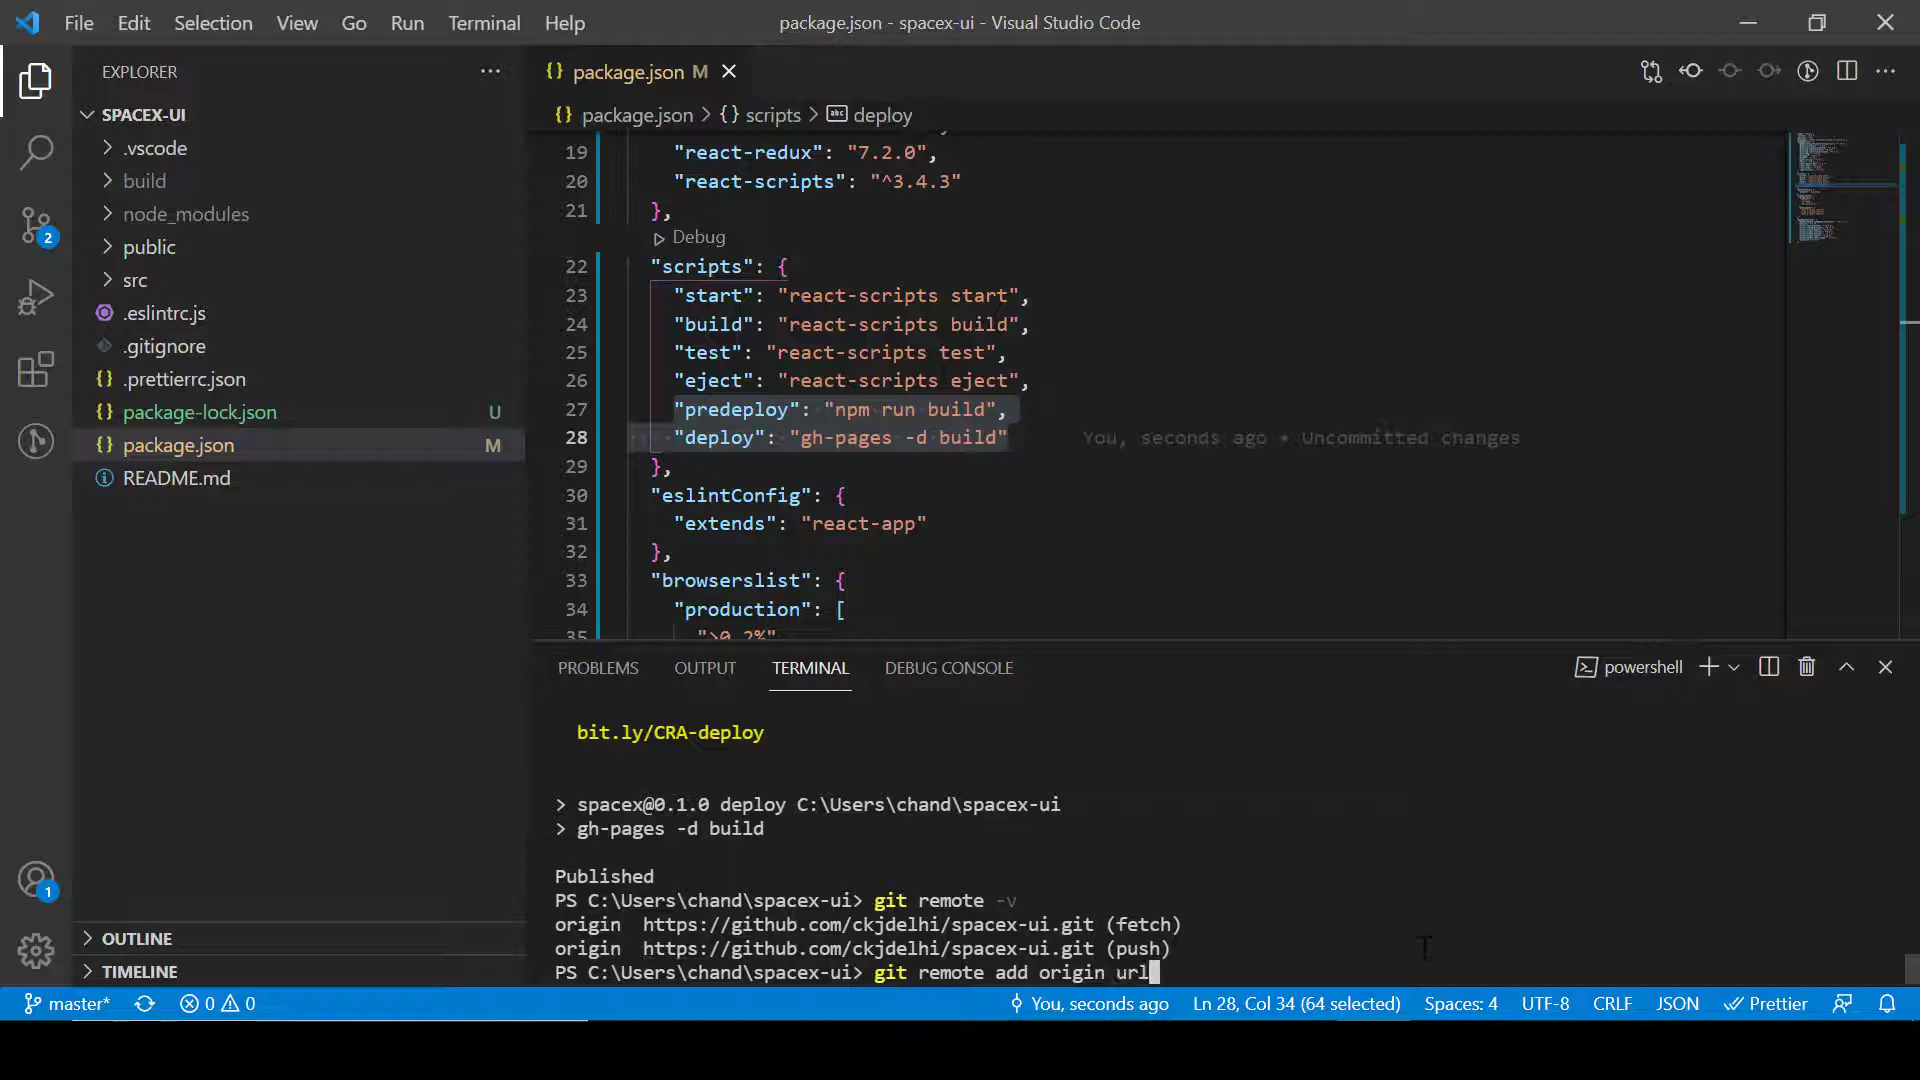 File Edit Selection View Go Run Terminal Help
package.json - spacex-ui - Visual Studio Code
EXPLORER
SPACEX-UI
.vscode
build
node_modules
public
src
.eslintrc.js
.gitignore
.prettierrc.json
package-lock.json U
package.json M
README.md
OUTLINE
TIMELINE
2
1
package.json M
package.json > {} scripts > abc deploy
19 "react-redux": "7.2.0",
20 "react-scripts": "^3.4.3"
21 },
Debug
22 "scripts": {
23 "start": "react-scripts start",
24 "build": "react-scripts build",
25 "test": "react-scripts test",
26 "eject": "react-scripts eject",
27 "predeploy": "npm run build",
28 "deploy": "gh-pages -d build" You, seconds ago • Uncommitted changes
29 },
30 "eslintConfig": {
31 "extends": "react-app"
32 },
33 "browserslist": {
34 "production": [
35 ">0.2%"
PROBLEMS OUTPUT TERMINAL DEBUG CONSOLE
powershell
bit.ly/CRA-deploy
> spacex@0.1.0 deploy C:\Users\chand\spacex-ui
> gh-pages -d build
Published
PS C:\Users\chand\spacex-ui> git remote -v
origin https://github.com/ckjdelhi/spacex-ui.git (fetch)
origin https://github.com/ckjdelhi/spacex-ui.git (push)
PS C:\Users\chand\spacex-ui> git remote add origin url
master* 0 0 You, seconds ago Ln 28, Col 34 (64 selected) Spaces: 4 UTF-8 CRLF JSON Prettier